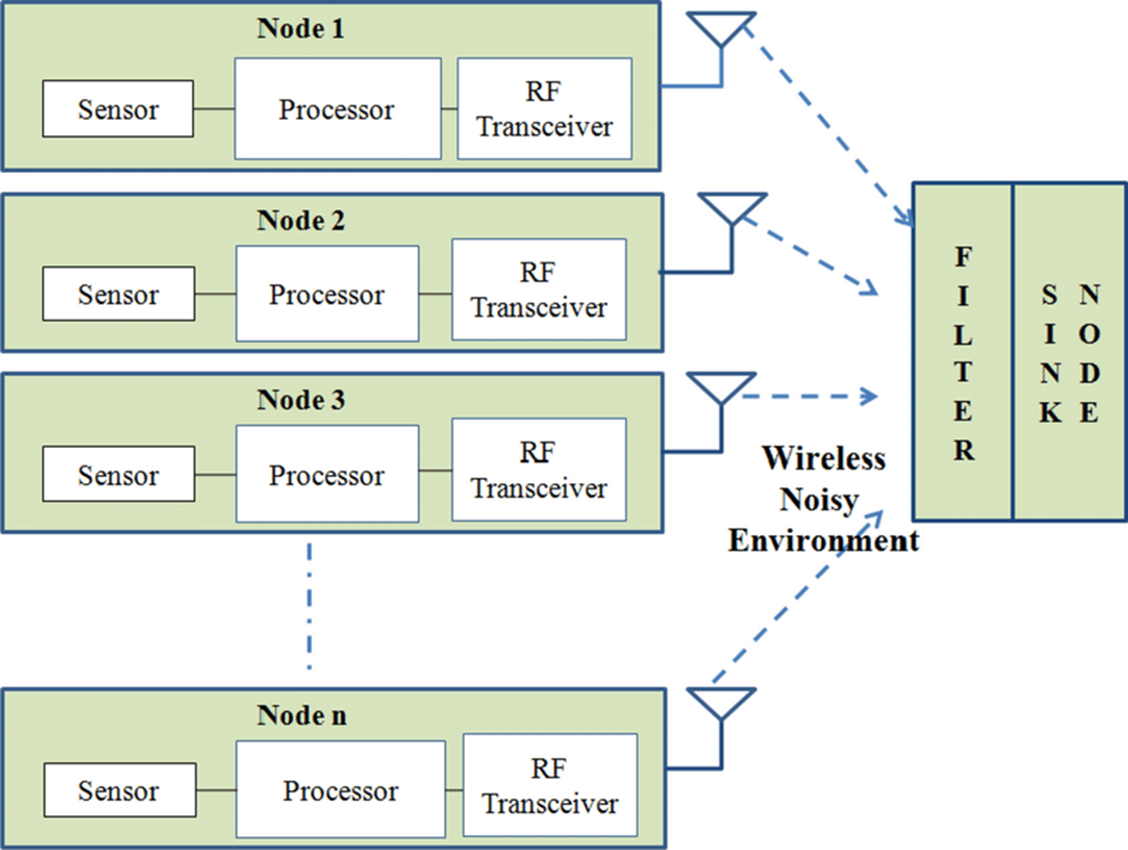 Node 1
Sensor
Processor
RF
Transceiver
Node 2
Sensor
Processor
RF
Transceiver
Node 3
Sensor
Processor
RF
Transceiver
Node n
Sensor
Processor
RF
Transceiver
Wireless
Noisy
Environment
FILTER
SINK
NODE